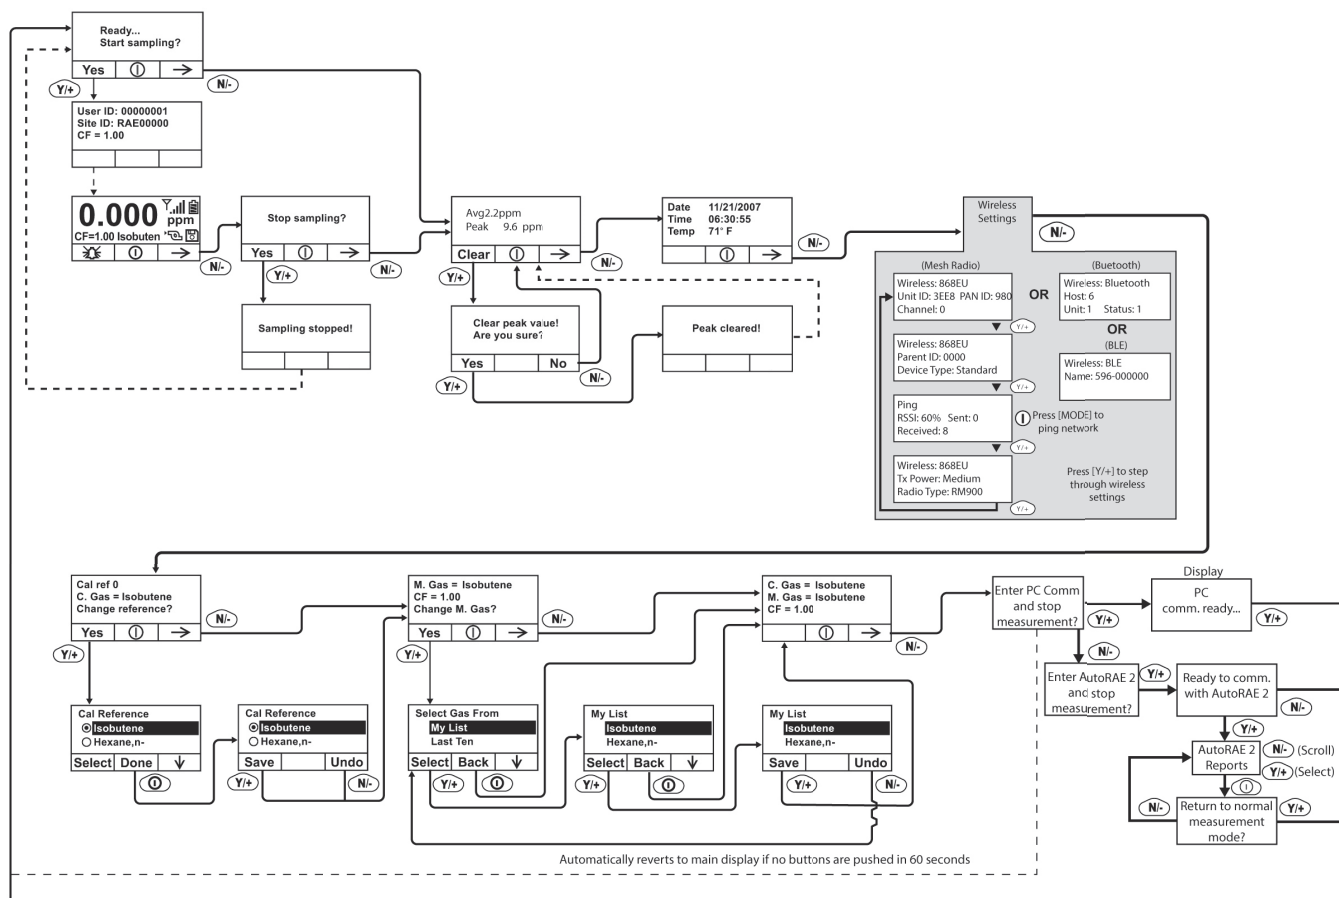 Ready...
Start sampling?
Yes
Y/+
N/-
User ID: 00000001
Site ID: RAE00000
CF = 1.00
0.000
ppm
CF=1.00 Isobuten
N/-
Stop sampling?
Yes
Y/+
N/-
Sampling stopped!
Avg2.2ppm
Peak 9.6 ppm
Clear
Y/+
N/-
Clear peak value!
Are you sure?
Yes
No
Y/+
N/-
Peak cleared!
Date 11/21/2007
Time 06:30:55
Temp 71° F
N/-
Wireless
Settings
N/-
(Mesh Radio)
Wireless: 868EU
Unit ID: 3EE8 PAN ID: 980
Channel: 0
Y/+
Wireless: 868EU
Parent ID: 0000
Device Type: Standard
Y/+
Ping
RSSI: 60% Sent: 0
Received: 8
Press [MODE] to
ping network
Y/+
Wireless: 868EU
Tx Power: Medium
Radio Type: RM900
Y/+
OR
(Buetooth)
Wireless: Bluetooth
Host: 6
Unit: 1 Status: 1
OR
(BLE)
Wireless: BLE
Name: 596-000000
Press [Y/+] to step
through wireless
settings
Cal ref 0
C. Gas = Isobutene
Change reference?
Yes
Y/+
N/-
Cal Reference
Isobutene
Hexane,n-
Select Done
Cal Reference
Isobutene
Hexane,n-
Save Undo
Y/+
N/-
M. Gas = Isobutene
CF = 1.00
Change M. Gas?
Yes
Y/+
N/-
Select Gas From
My List
Last Ten
Select Back
Y/+
My List
Isobutene
Hexane,n-
Select Back
Y/+
My List
Isobutene
Hexane,n-
Save Undo
Y/+
N/-
C. Gas = Isobutene
M. Gas = Isobutene
CF = 1.00
N/-
Enter PC Comm
and stop
measurement?
Y/+
N/-
Display
PC
comm. ready...
Y/+
Enter AutoRAE 2
and stop
measurement?
Y/+
Ready to comm.
with AutoRAE 2
N/-
Y/+
AutoRAE 2
Reports
N/- (Scroll)
Y/+ (Select)
Return to normal
measurement
mode?
N/-
Y/+
Automatically reverts to main display if no buttons are pushed in 60 seconds